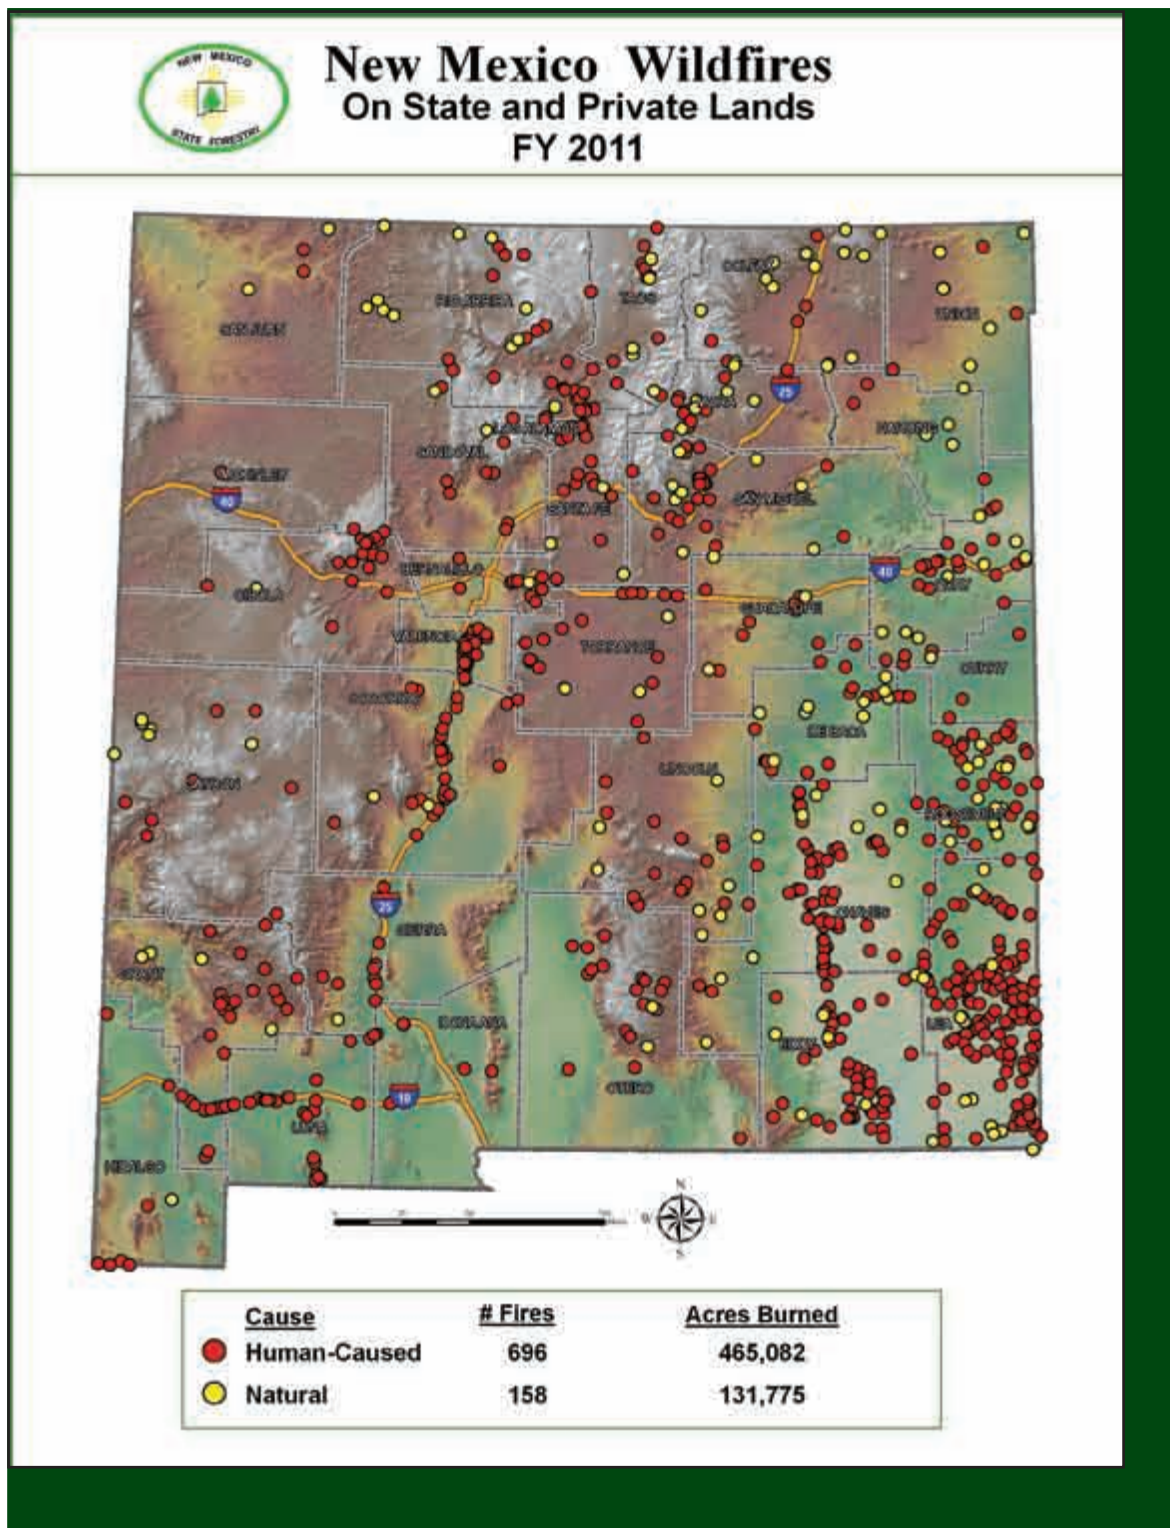 NEW MEXICO
STATE FORESTRY
New Mexico Wildfires
On State and Private Lands
FY 2011
COLFAX
RIO ARRIBA
TAOS
SAN JUAN
UNION
25
MORA
LOS ALAMOS
HARDING
SANDOVAL
MCKINLEY
40
SAN MIGUEL
SANTA FE
BERNALILLO
40
QUAY
CIBOLA
GUADALUPE
VALENCIA
TORRANCE
CURRY
SOCORRO
DE BACA
LINCOLN
CATRON
ROOSEVELT
25
CHAVES
SIERRA
GRANT
DONA ANA
LEA
EDDY
OTERO
10
LUNA
HIDALGO
N
W E
S
Cause # Fires Acres Burned
Human-Caused 696 465,082
Natural 158 131,775